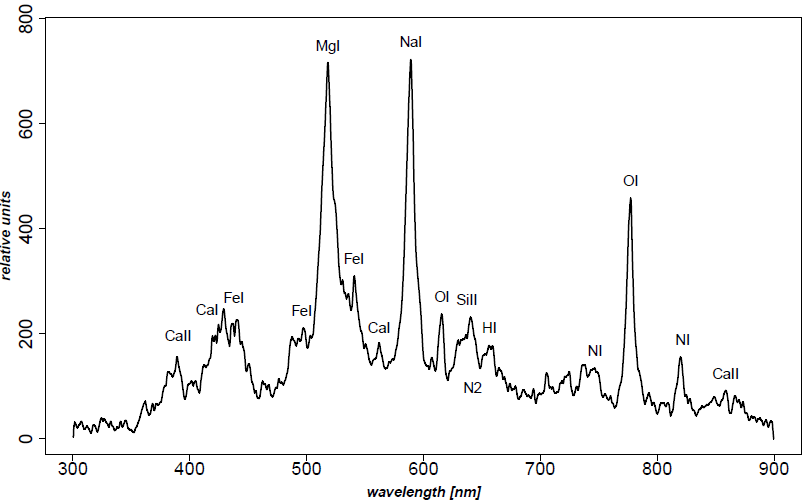 800
600
400
200
0
relative units
MgI
NaI
OI
FeI
CaI
FeI
CaII
FeI
CaI
OI
SiII
HI
N2
NI
NI
CaII
300 400 500 600 700 800 900
wavelength [nm]